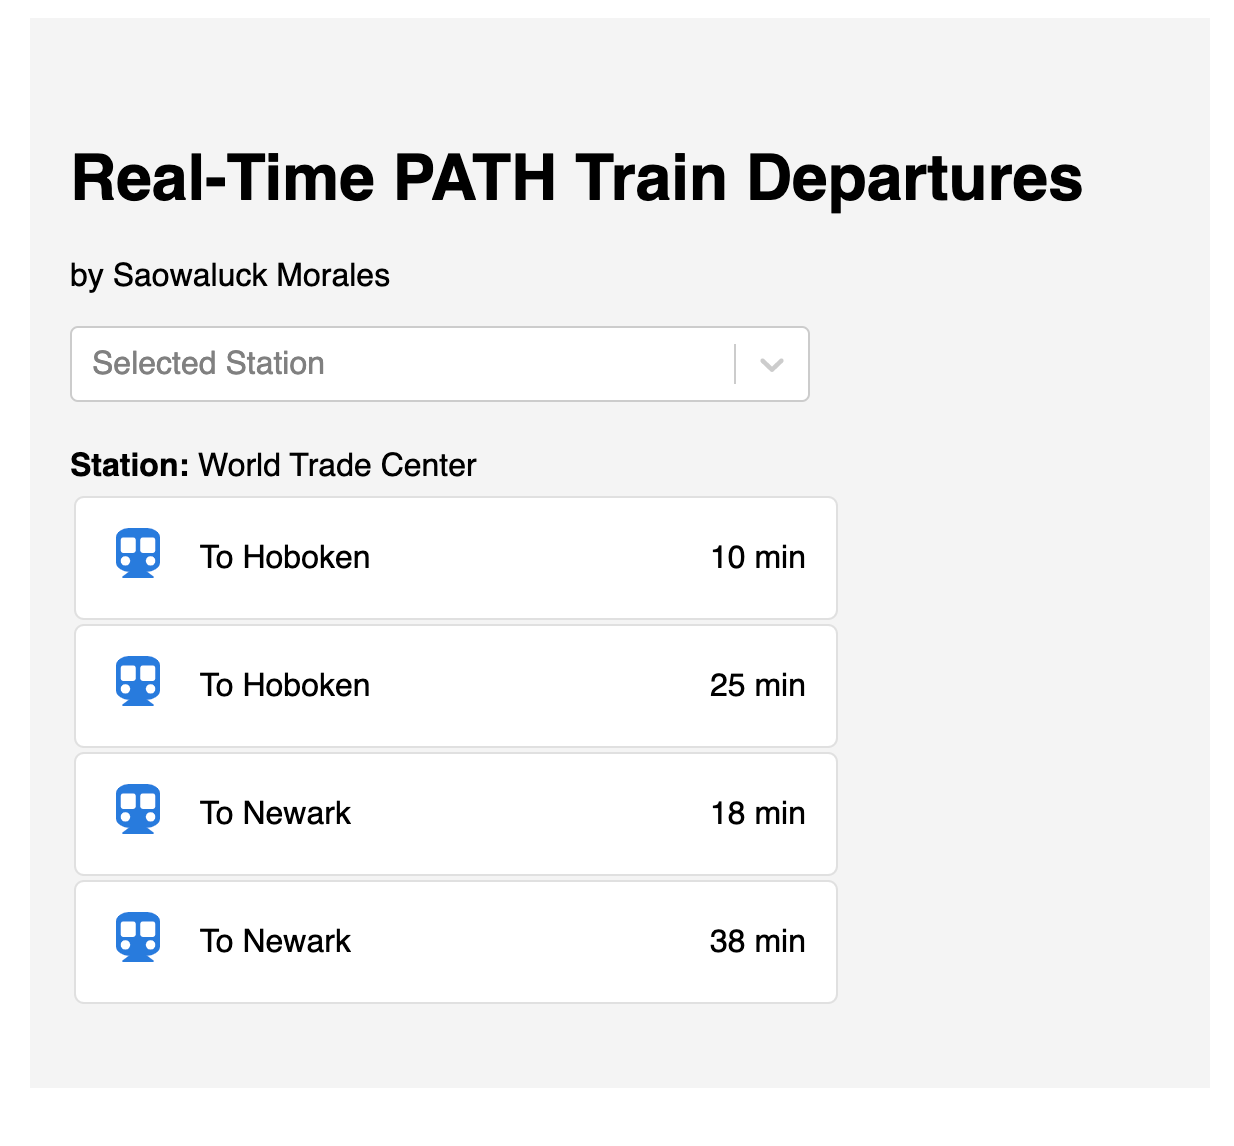 Real-Time PATH Train Departures
by Saowaluck Morales
Selected Station
Station: World Trade Center
To Hoboken 10 min
To Hoboken 25 min
To Newark 18 min
To Newark 38 min